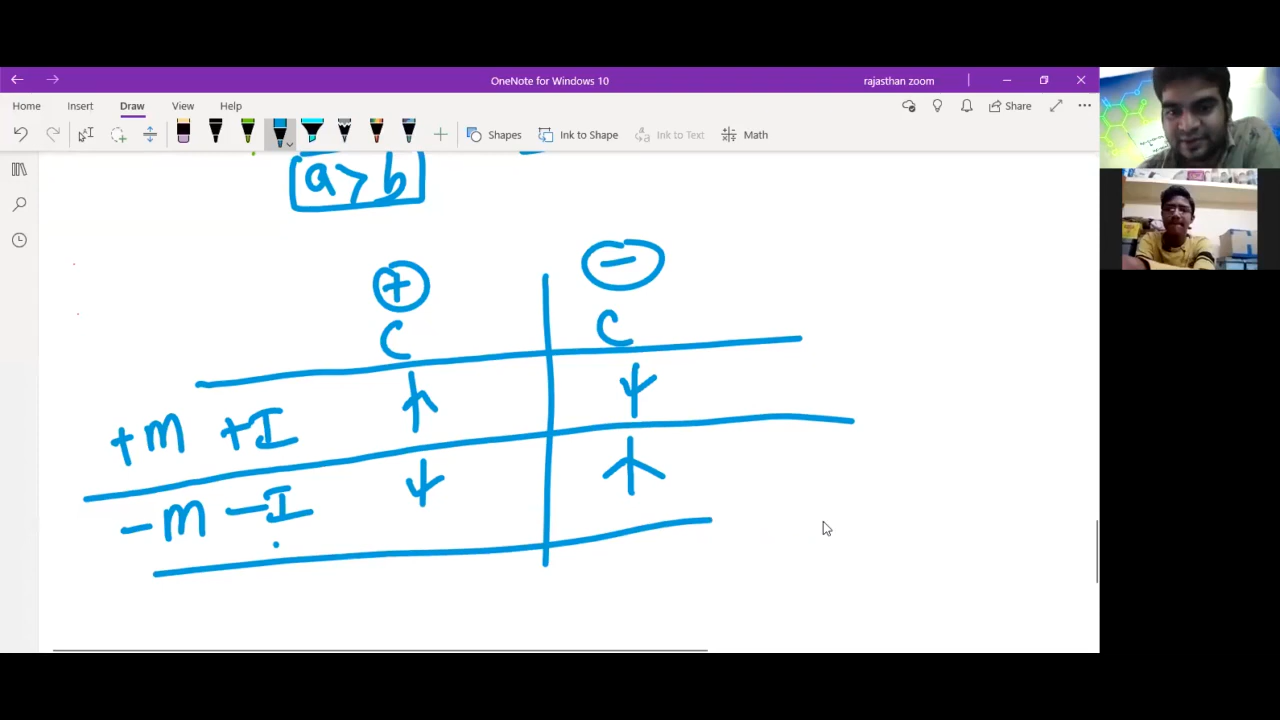 OneNote for Windows 10
rajasthan zoom
Home Insert Draw View Help
Share
Shapes Ink to Shape Ink to Text Math
a > b
+ -
C C
+m +I ↑ ↓
-m -I ↓ ↑